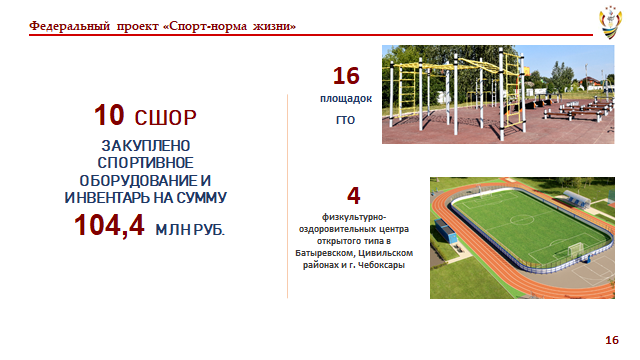 Федеральный проект «Спорт-норма жизни»
10 СШОР
ЗАКУПЛЕНО
СПОРТИВНОЕ
ОБОРУДОВАНИЕ И
ИНВЕНТАРЬ НА СУММУ
104,4 МЛН РУБ.
16
площадок
ГТО
4
физкультурно-
оздоровительных центра
открытого типа в
Батыревском, Цивильском
районах и г. Чебоксары
16